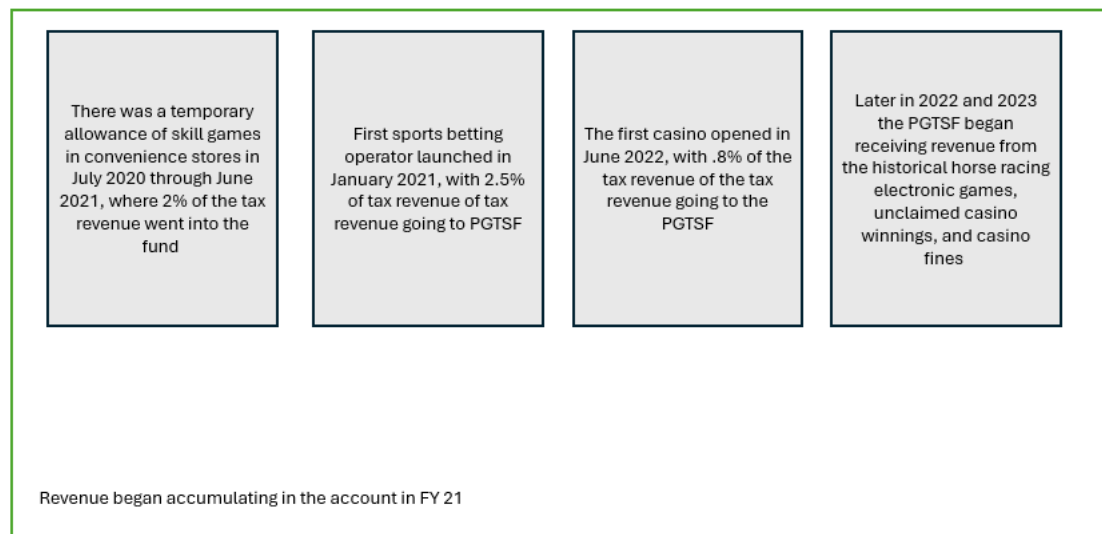 There was a temporary
allowance of skill games
in convenience stores in
July 2020 through June
2021, where 2% of the tax
revenue went into the
fund
First sports betting
operator launched in
January 2021, with 2.5%
of tax revenue of tax
revenue going to PGTSF
The first casino opened in
June 2022, with .8% of the
tax revenue of the tax
revenue going to the
PGTSF
Later in 2022 and 2023
the PGTSF began
receiving revenue from
the historical horse racing
electronic games,
unclaimed casino
winnings, and casino
fines
Revenue began accumulating in the account in FY 21